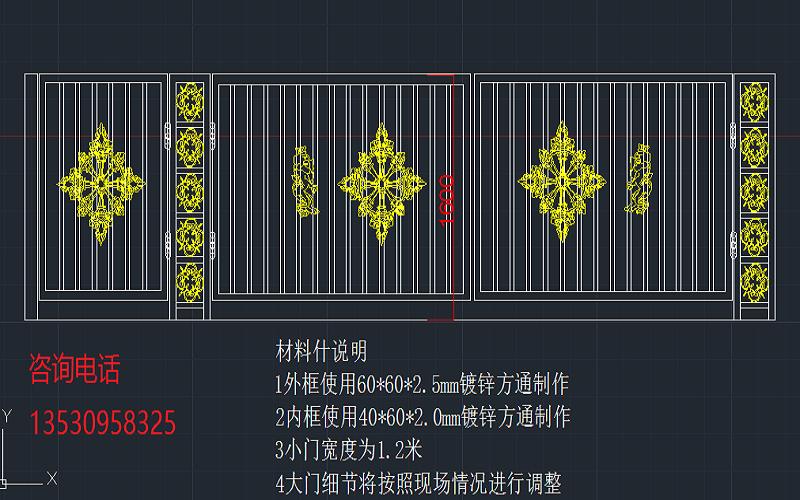 1600
材料什说明
1外框使用60*60*2.5mm镀锌方通制作
2内框使用40*60*2.0mm镀锌方通制作
3小门宽度为1.2米
4大门细节将按照现场情况进行调整
咨询电话
13530958325
Y
X